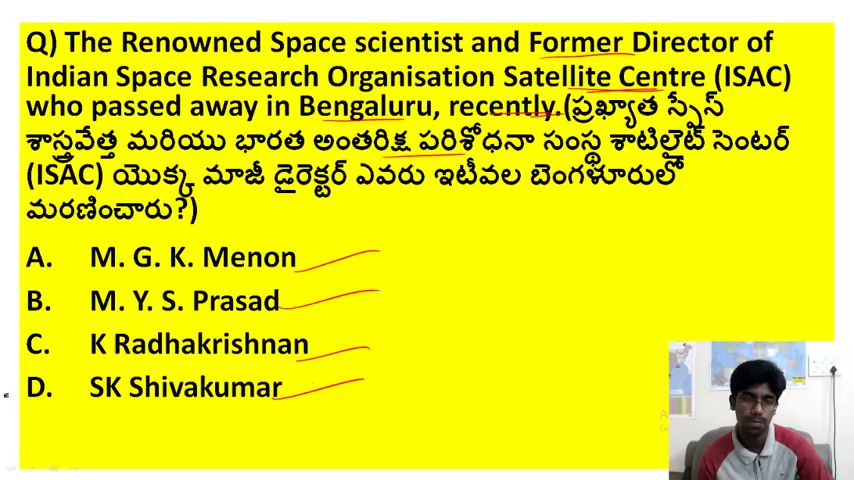 Q) The Renowned Space scientist and Former Director of
Indian Space Research Organisation Satellite Centre (ISAC)
who passed away in Bengaluru, recently.(ప్రఖ్యాత స్పేస్
శాస్త్రవేత్త మరియు భారత అంతరిక్ష పరిశోధనా సంస్థ శాటిలైట్ సెంటర్
(ISAC) యొక్క మాజీ డైరెక్టర్ ఎవరు ఇటీవల బెంగళూరులో
మరణించారు?)
A. M. G. K. Menon
B. M. Y. S. Prasad
C. K Radhakrishnan
D. SK Shivakumar